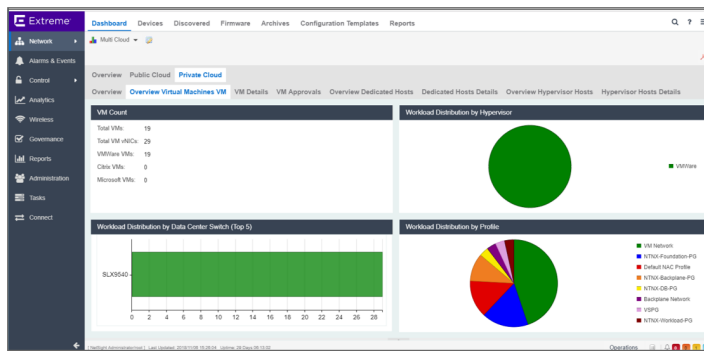 Extreme
Dashboard Devices Discovered Firmware Archives Configuration Templates Reports
Network
Multi Cloud
Alarms & Events
Control
Analytics
Wireless
Governance
Reports
Administration
Tasks
Connect
Overview Public Cloud Private Cloud
Overview Overview Virtual Machines VM VM Details VM Approvals Overview Dedicated Hosts Dedicated Hosts Details Overview Hypervisor Hosts Hypervisor Hosts Details
VM Count
Total VMs: 19
Total VM vNICs: 29
VMWare VMs: 19
Citrix VMs: 0
Microsoft VMs: 0
Workload Distribution by Hypervisor
VMWare
Workload Distribution by Data Center Switch (Top 5)
SLX9540
0 2 4 6 8 10 12 14 16 18 20 22 24 26 28
Workload Distribution by Profile
VM Network
NTNX-Foundation-PG
Default NAC Profile
NTNX-Backplane-PG
NTNX-DB-PG
Backplane Network
VSPG
NTNX-Workload-PG
Operations